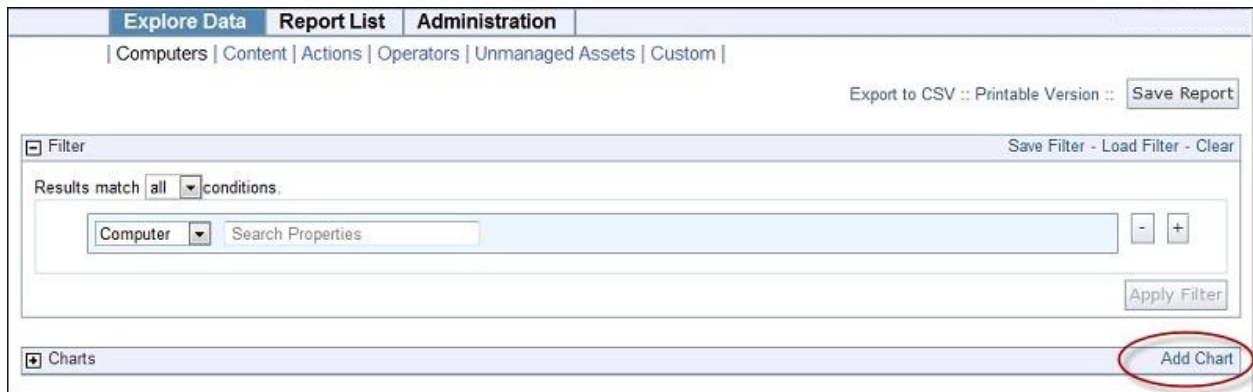 Explore Data Report List Administration
| Computers | Content | Actions | Operators | Unmanaged Assets | Custom |
Export to CSV :: Printable Version :: Save Report
Filter Save Filter - Load Filter - Clear
Results match all conditions.
Computer Search Properties - +
Apply Filter
Charts Add Chart